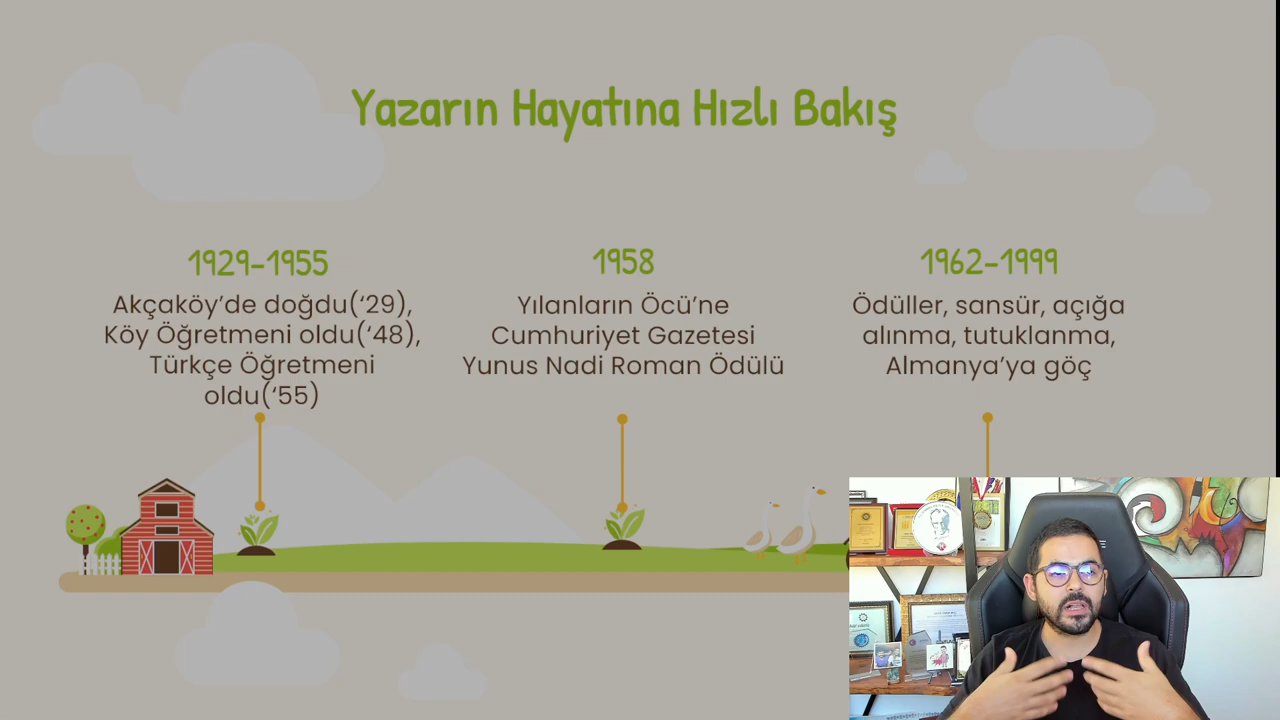 Yazarın Hayatına Hızlı Bakış
1929-1955
Akçaköy’de doğdu(‘29),
Köy Öğretmeni oldu(‘48),
Türkçe Öğretmeni
oldu(‘55)
1958
Yılanların Öcü’ne
Cumhuriyet Gazetesi
Yunus Nadi Roman Ödülü
1962-1999
Ödüller, sansür, açığa
alınma, tutuklanma,
Almanya’ya göç